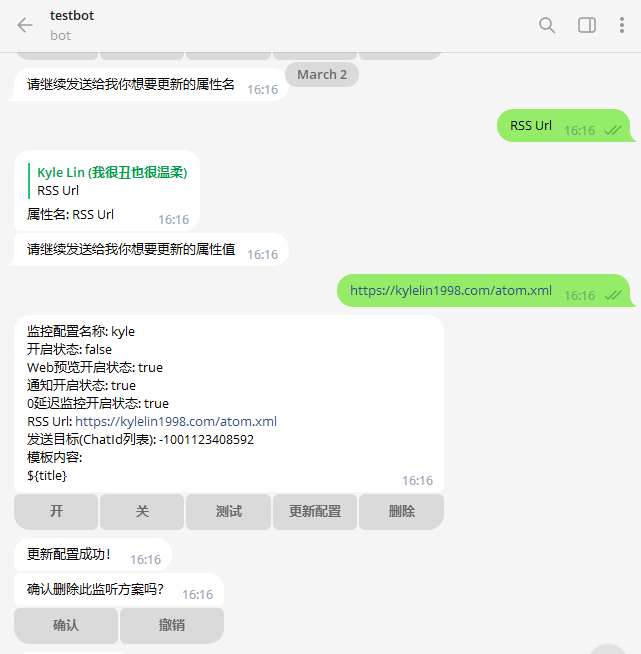 testbot
bot
March 2
请继续发送给我你想要更新的属性名 16:16
RSS Url 16:16
Kyle Lin (我很丑也很温柔)
RSS Url
属性名: RSS Url 16:16
请继续发送给我你想要更新的属性值 16:16
https://kylelin1998.com/atom.xml 16:16
监控配置名称: kyle
开启状态: false
Web预览开启状态: true
通知开启状态: true
0延迟监控开启状态: true
RSS Url: https://kylelin1998.com/atom.xml
发送目标(ChatId列表): -1001123408592
模板内容:
${title} 16:16
开 关 测试 更新配置 删除
更新配置成功! 16:16
确认删除此监听方案吗? 16:16
确认 撤销